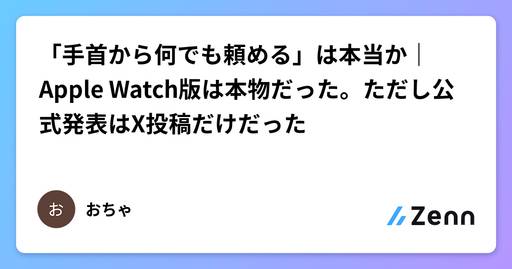 「手首から何でも頼める」は本当か｜
Apple Watch版は本物だった。ただし公
式発表はX投稿だけだった
お おちゃ
Zenn